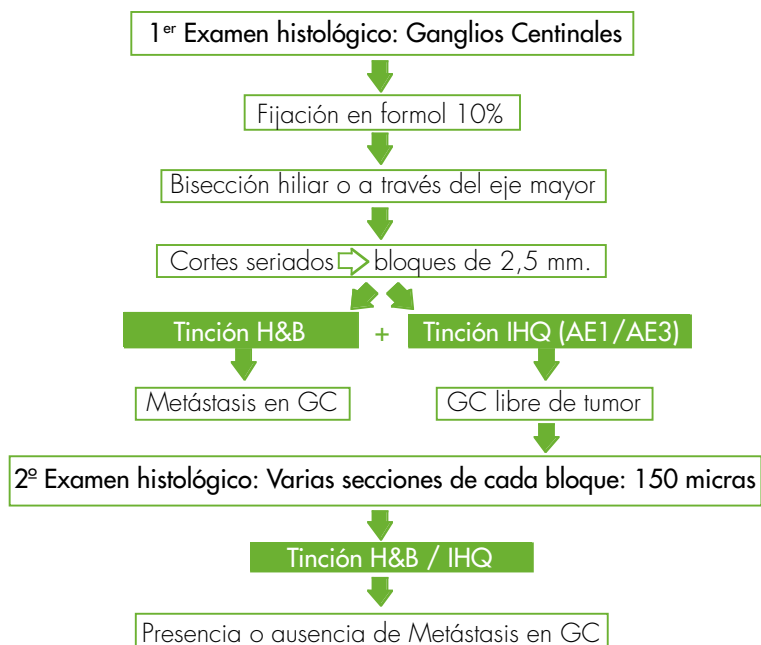 1er Examen histológico: Ganglios Centinales
Fijación en formol 10%
Bisección hiliar o a través del eje mayor
Cortes seriados bloques de 2,5 mm.
Tinción H&B + Tinción IHQ (AE1/AE3)
Metástasis en GC GC libre de tumor
2º Examen histológico: Varias secciones de cada bloque: 150 micras
Tinción H&B / IHQ
Presencia o ausencia de Metástasis en GC